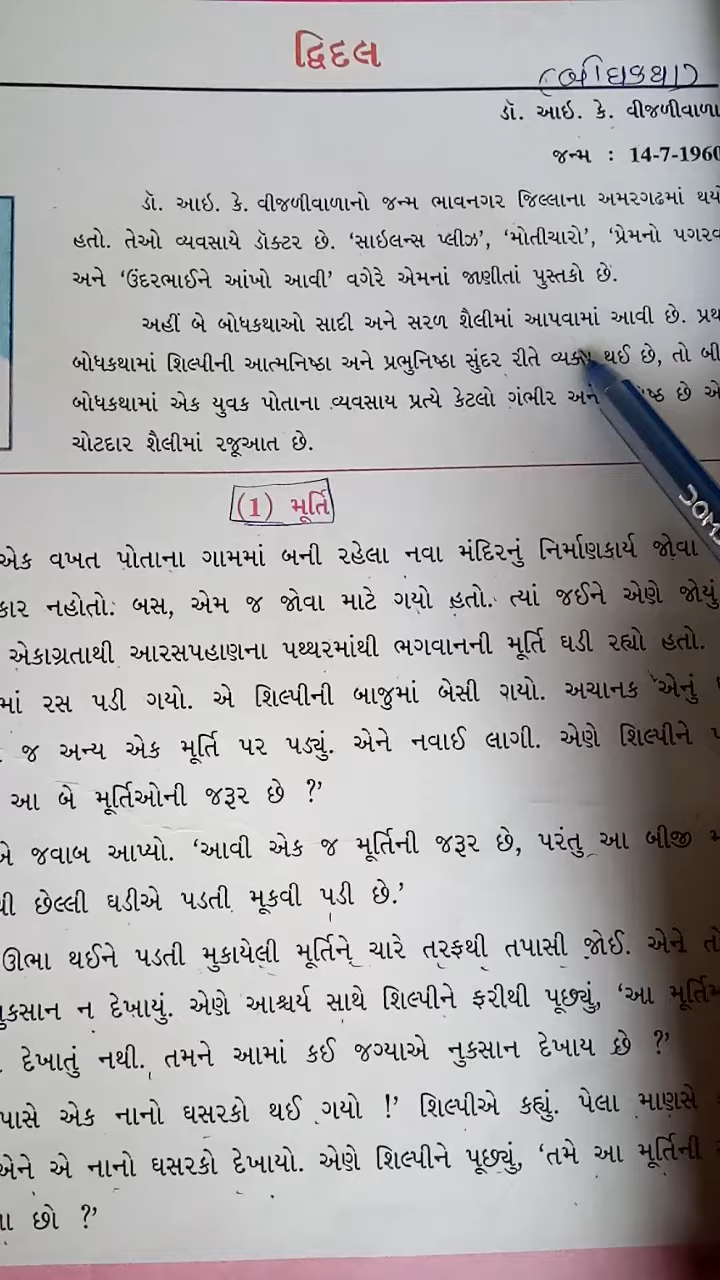 દ્વિદલ
(બોધકથા)
ડૉ. આઇ. કે. વીજળીવાળા
જન્મ : 14-7-1960
ડૉ. આઇ. કે. વીજળીવાળાનો જન્મ ભાવનગર જિલ્લાના અમરગઢમાં થયો
હતો. તેઓ વ્યવસાયે ડૉક્ટર છે. ‘સાઇલન્સ પ્લીઝ’, ‘મોતીચારો’, ‘પ્રેમનો
અને ‘ઉંદરભાઈને આંખો આવી’ વગેરે એમનાં જાણીતાં પુસ્તકો છે.
અહીં બે બોધકથાઓ સાદી અને સરળ શૈલીમાં આપવામાં આવી છે.
બોધકથામાં શિલ્પીની આત્મનિષ્ઠા અને પ્રભુનિષ્ઠા સુંદર રીતે વ્યક્ત થઈ છે, તો
બોધકથામાં એક યુવક પોતાના વ્યવસાય પ્રત્યે કેટલો ગંભીર અને છે એ
ચોટદાર શૈલીમાં રજૂઆત છે.
(1) મૂર્તિ
એક વખત પોતાના ગામમાં બની રહેલા નવા મંદિરનું નિર્માણકાર્ય જોવા
નહોતો. બસ, એમ જ જોવા માટે ગયો હતો. ત્યાં જઈને એણે જોયું
એકાગ્રતાથી આરસપહાણના પથ્થરમાંથી ભગવાનની મૂર્તિ ઘડી રહ્યો હતો.
રસ પડી ગયો. એ શિલ્પીની બાજુમાં બેસી ગયો. અચાનક એનું
જ અન્ય એક મૂર્તિ પર પડ્યું. એને નવાઈ લાગી. એણે શિલ્પીને
આ બે મૂર્તિઓની જરૂર છે ?’
જવાબ આપ્યો. ‘આવી એક જ મૂર્તિની જરૂર છે, પરંતુ આ બીજી
છેલ્લી ઘડીએ પડતી મૂકવી પડી છે.’
ઊભા થઈને પડતી મુકાયેલી મૂર્તિને ચારે તરફથી તપાસી જોઈ. એને
ન દેખાયું. એણે આશ્ચર્ય સાથે શિલ્પીને ફરીથી પૂછ્યું, ‘આ
દેખાતું નથી. તમને આમાં કઈ જગ્યાએ નુકસાન દેખાય છે ?’
પાસે એક નાનો ઘસરકો થઈ ગયો !’ શિલ્પીએ કહ્યું. પેલા માણસે
એને એ નાનો ઘસરકો દેખાયો. એણે શિલ્પીને પૂછ્યું, ‘તમે આ મૂર્તિની
છો ?’